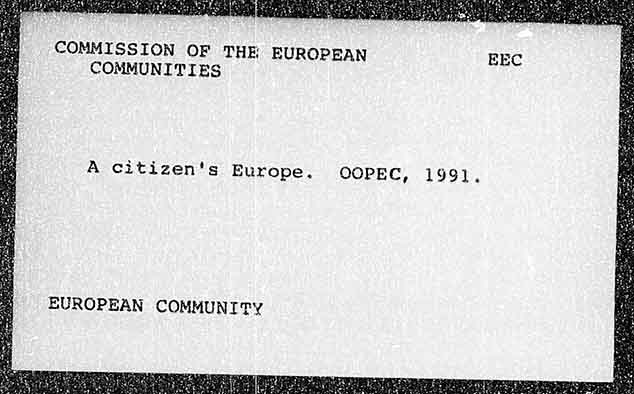 COMMISSION OF THE EUROPEAN EEC
COMMUNITIES
A citizen's Europe. OOPEC, 1991.
EUROPEAN COMMUNITY